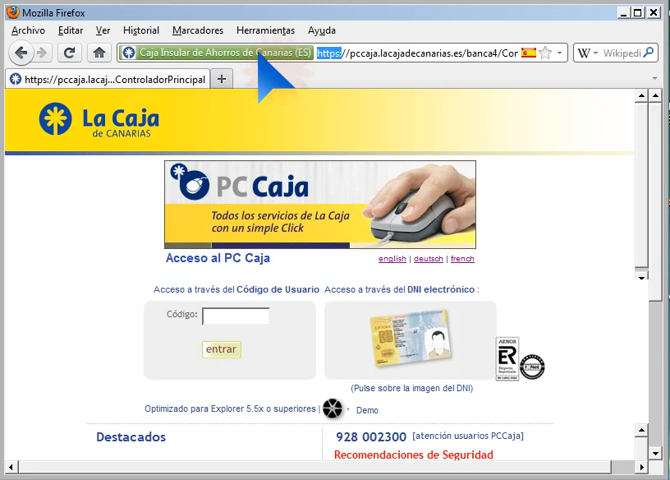 Mozilla Firefox
Archivo Editar Ver Historial Marcadores Herramientas Ayuda
Caja Insular de Ahorros de Canarias (ES) https://pccaja.lacajadecanarias.es/banca4/Cor W Wikipedi
https://pccaja.lacaj...ControladorPrincipal
La Caja
de CANARIAS
PC Caja
Todos los servicios de La Caja
con un simple Click
Acceso al PC Caja
english | deutsch | french
Acceso a través del Código de Usuario Acceso a través del DNI electrónico :
Código:
entrar
AENOR
ER
(Pulse sobre la imagen del DNI)
Optimizado para Explorer 5.5x o superiores | Demo
Destacados
928 002300 [atención usuarios PCCaja]
Recomendaciones de Seguridad